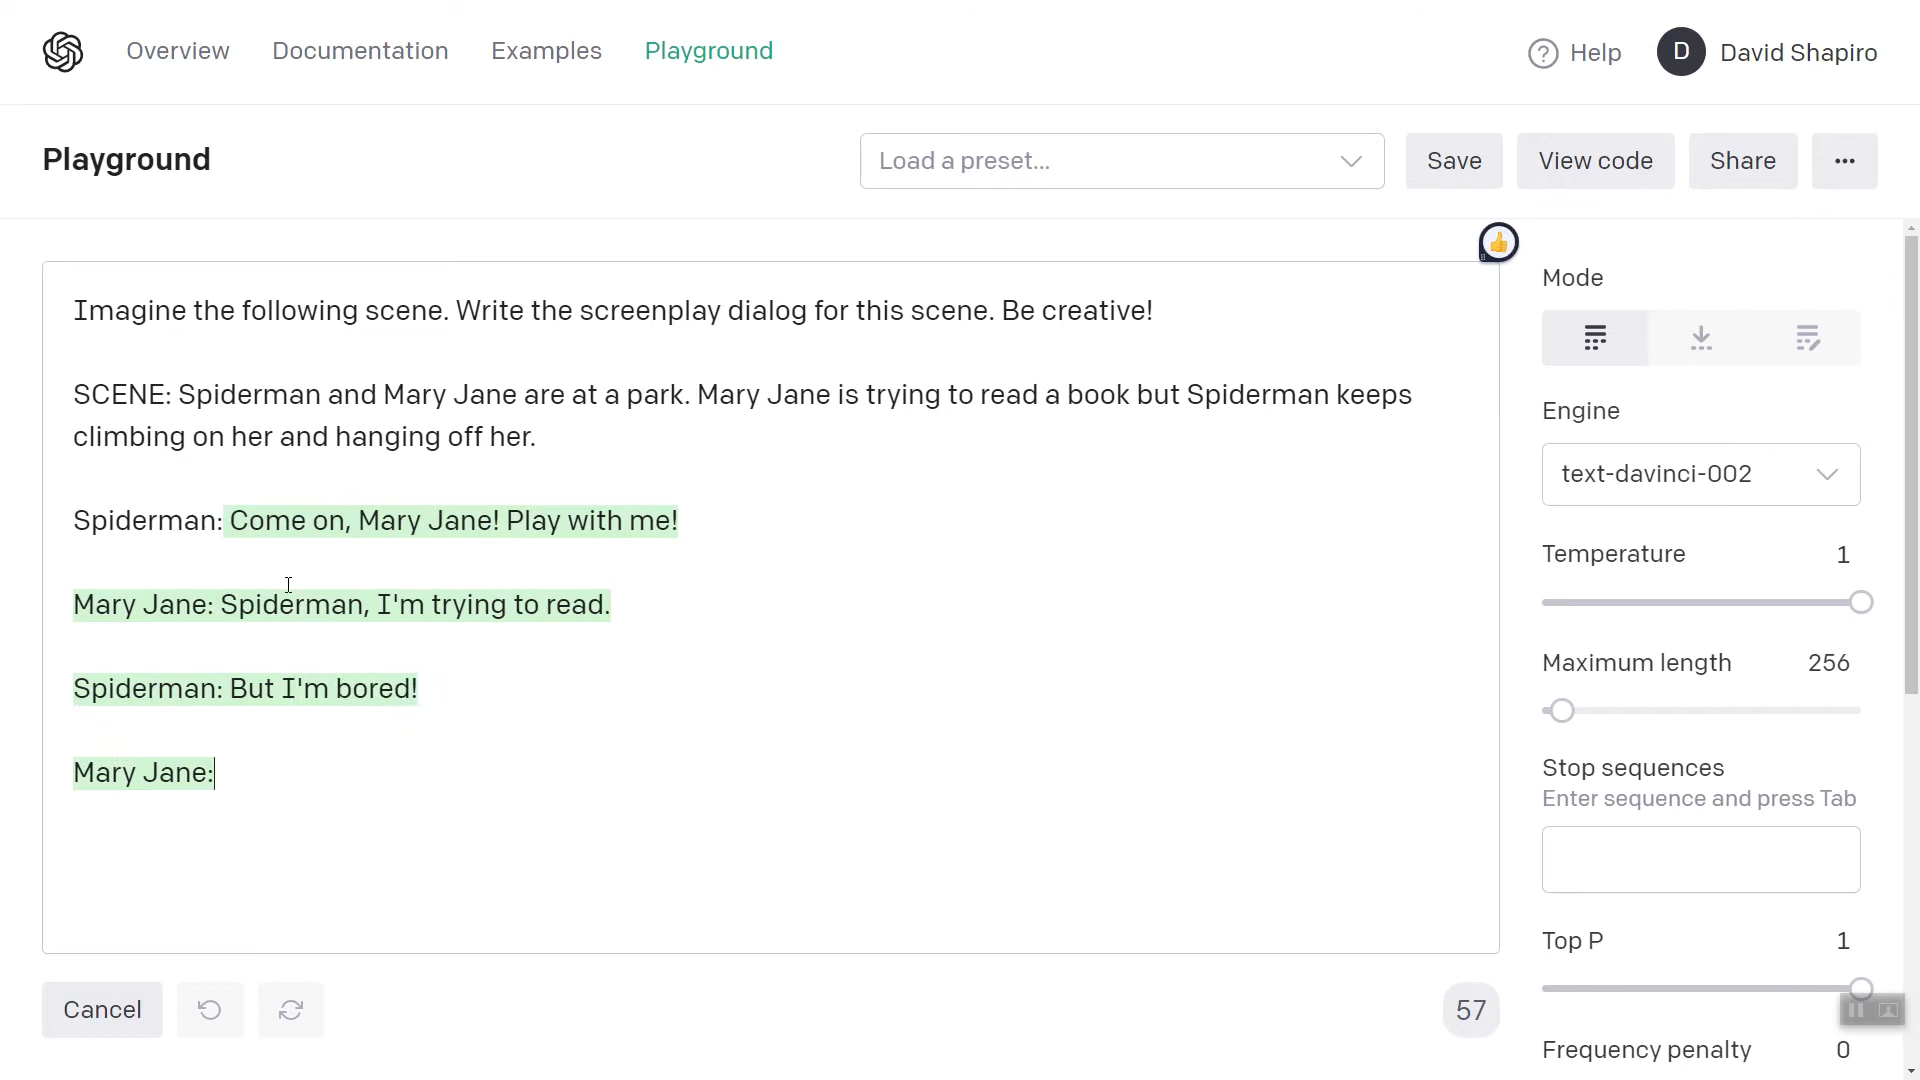 Overview Documentation Examples Playground
Help D David Shapiro
Playground
Load a preset...
Save
View code
Share
Imagine the following scene. Write the screenplay dialog for this scene. Be creative!
SCENE: Spiderman and Mary Jane are at a park. Mary Jane is trying to read a book but Spiderman keeps
climbing on her and hanging off her.
Spiderman: Come on, Mary Jane! Play with me!
Mary Jane: Spiderman, I'm trying to read.
Spiderman: But I'm bored!
Mary Jane:
Cancel
57
Mode
Engine
text-davinci-002
Temperature 1
Maximum length 256
Stop sequences
Enter sequence and press Tab
Top P 1
Frequency penalty 0